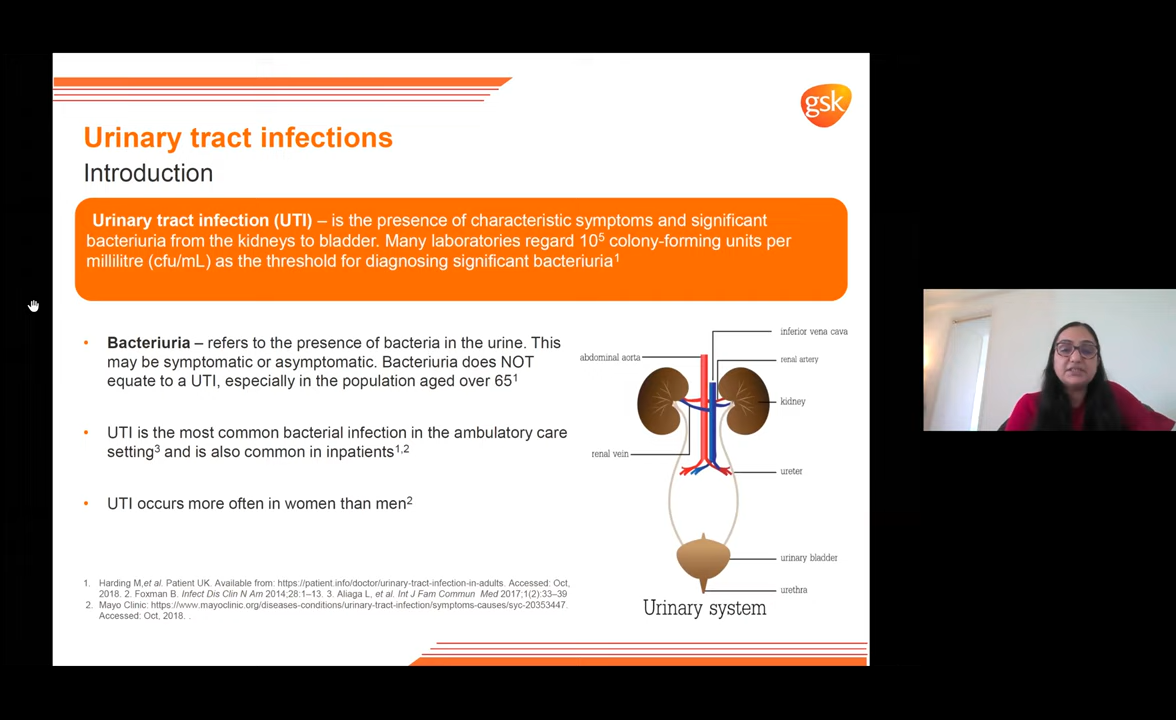 gsk
Urinary tract infections
Introduction
Urinary tract infection (UTI) – is the presence of characteristic symptoms and significant
bacteriuria from the kidneys to bladder. Many laboratories regard 10⁵ colony-forming units per
millilitre (cfu/mL) as the threshold for diagnosing significant bacteriuria¹
• Bacteriuria – refers to the presence of bacteria in the urine. This
may be symptomatic or asymptomatic. Bacteriuria does NOT
equate to a UTI, especially in the population aged over 65¹
• UTI is the most common bacterial infection in the ambulatory care
setting³ and is also common in inpatients¹,²
• UTI occurs more often in women than men²
inferior vena cava
abdominal aorta
renal artery
kidney
renal vein
ureter
urinary bladder
urethra
Urinary system
1. Harding M,et al. Patient UK. Available from: https://patient.info/doctor/urinary-tract-infection-in-adults. Accessed: Oct,
2018. 2. Foxman B. Infect Dis Clin N Am 2014;28:1–13. 3. Aliaga L, et al. Int J Fam Commun Med 2017;1(2):33–39
2. Mayo Clinic: https://www.mayoclinic.org/diseases-conditions/urinary-tract-infection/symptoms-causes/syc-20353447.
Accessed: Oct, 2018. .